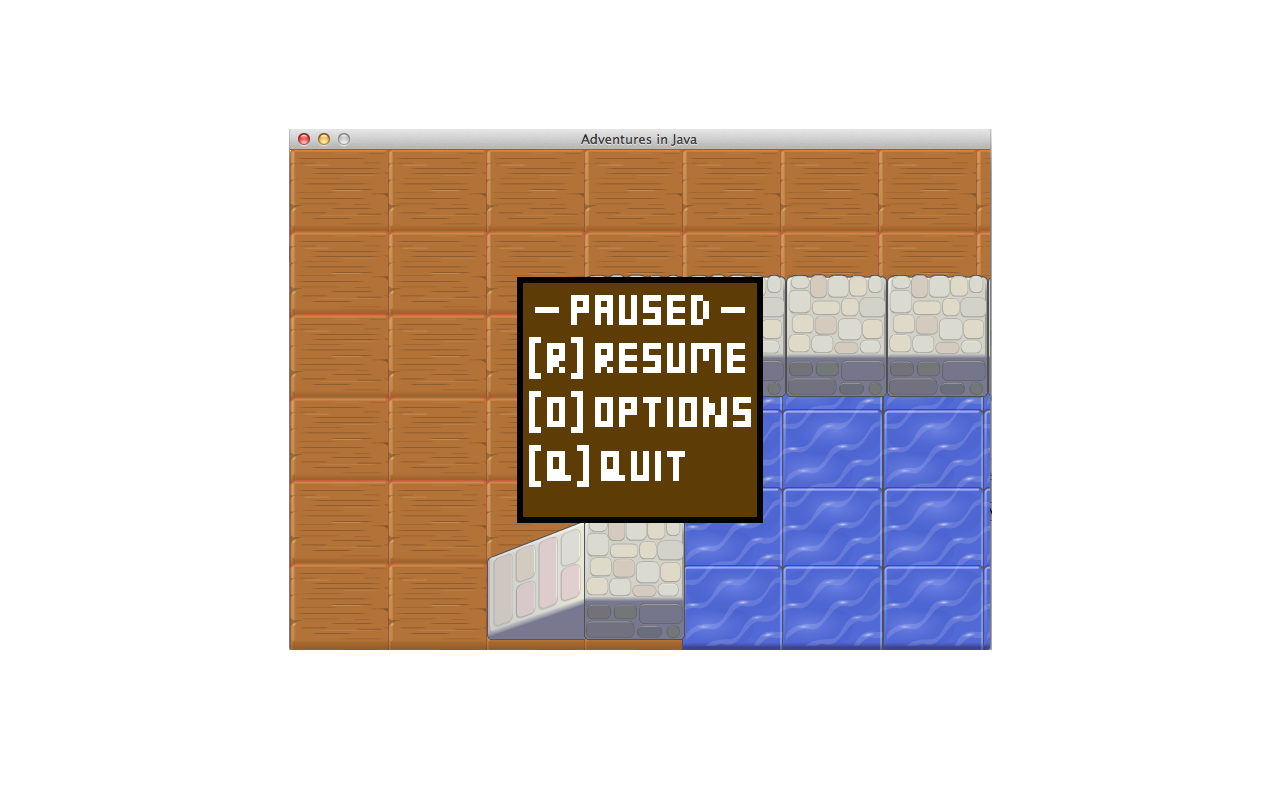 Adventures in Java
— PAUSED —
[R] RESUME
[O] OPTIONS
[Q] QUIT